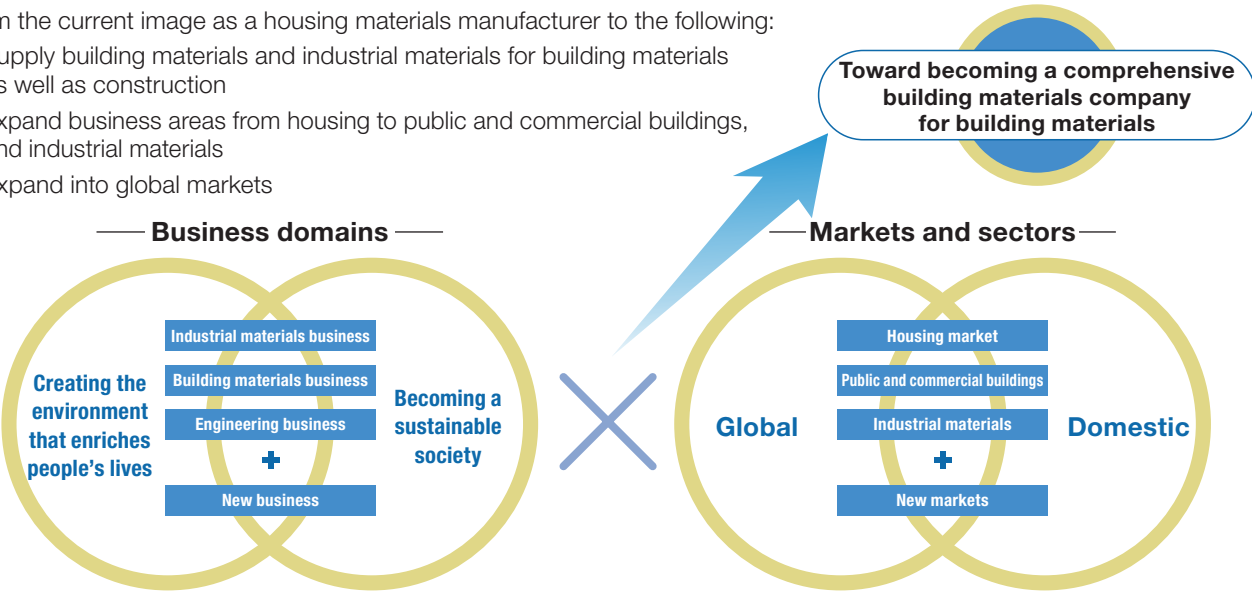 the current image as a housing materials manufacturer to the following:
upply building materials and industrial materials for building materials
s well as construction
xpand business areas from housing to public and commercial buildings,
nd industrial materials
xpand into global markets
Toward becoming a comprehensive
building materials company
for building materials
Business domains
Industrial materials business
Building materials business
Engineering business
+
New business
Creating the
environment
that enriches
people's lives
Becoming a
sustainable
society
Markets and sectors
Housing market
Public and commercial buildings
Industrial materials
+
New markets
Global
Domestic